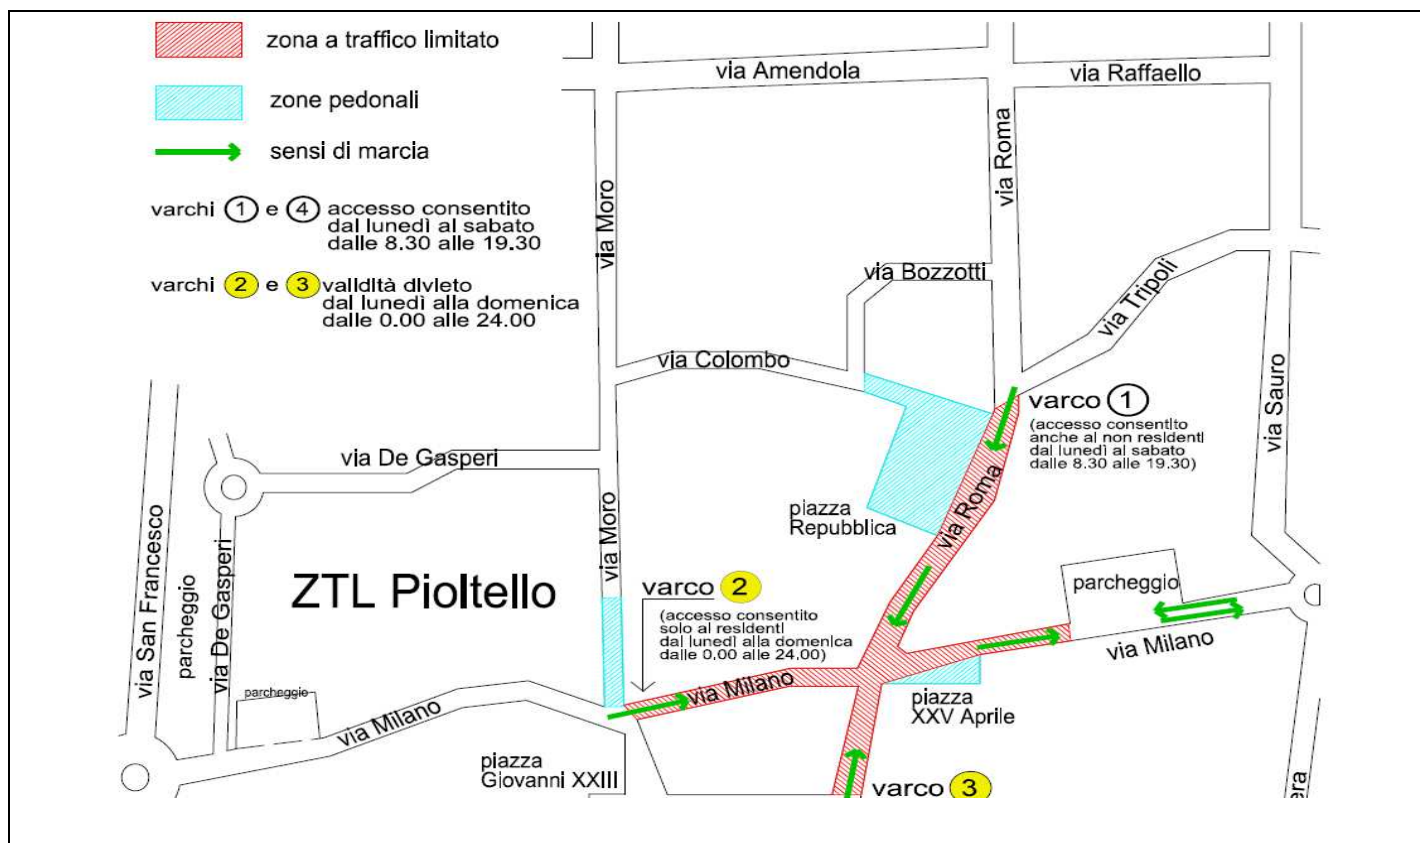 zona a traffico limitato
zone pedonali
sensi di marcia
varchi 1 e 4 accesso consentito
dal lunedì al sabato
dalle 8.30 alle 19.30
varchi 2 e 3 validità divieto
dal lunedì alla domenica
dalle 0.00 alle 24.00
via Amendola
via Raffaello
via Roma
via Moro
via Bozzotti
via Tripoli
via Colombo
varco 1
(accesso consentito
anche ai non residenti
dal lunedì al sabato
dalle 8.30 alle 19.30)
via Sauro
via De Gasperi
via Roma
piazza
Repubblica
via San Francesco
parcheggio
via De Gasperi
via Moro
ZTL Pioltello
varco 2
(accesso consentito
solo ai residenti
dal lunedì alla domenica
dalle 0,00 alle 24.00)
parcheggio
via Milano
parcheggio
via Milano
via Milano
piazza
XXV Aprile
piazza
Giovanni XXIII
varco 3
era